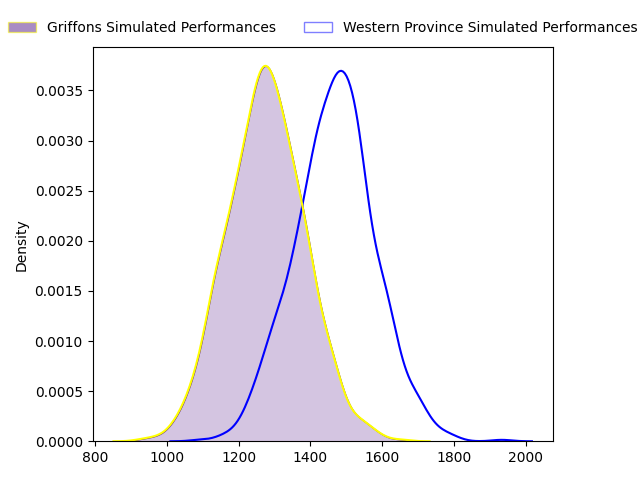 Griffons Simulated Performances
Western Province Simulated Performances
Density
0.0035
0.0030
0.0025
0.0020
0.0015
0.0010
0.0005
0.0000
800 1000 1200 1400 1600 1800 2000